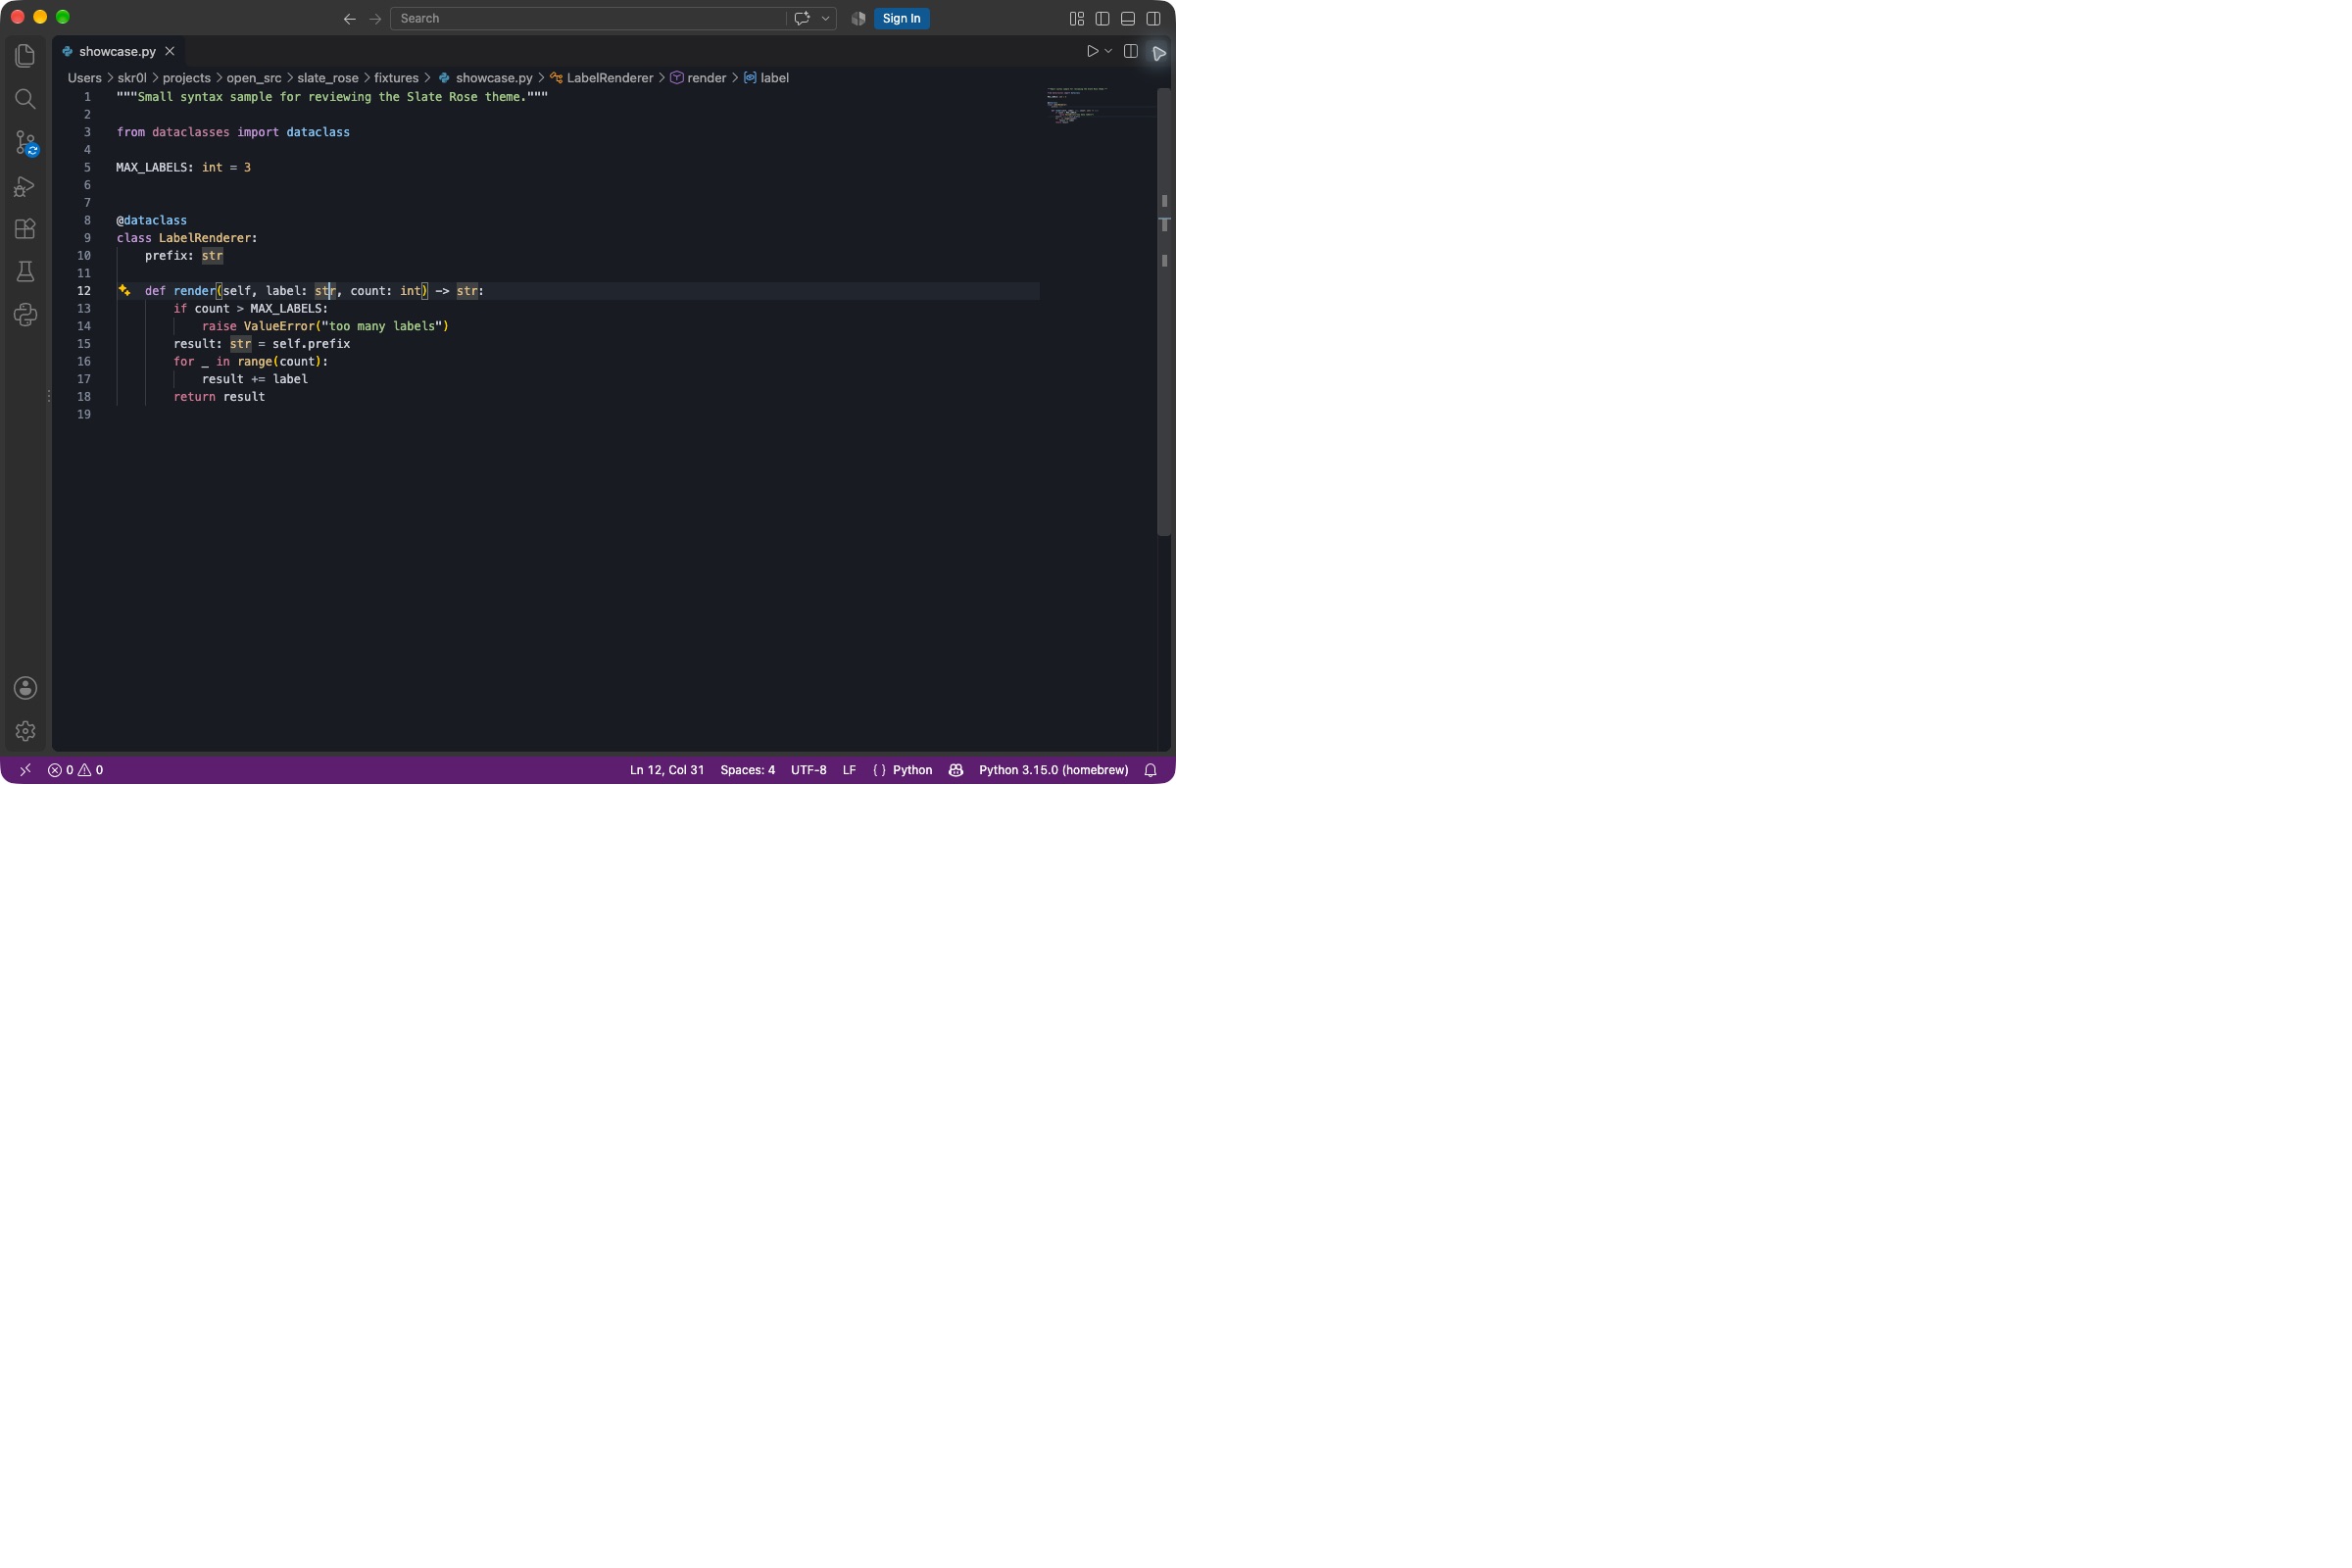 Search
Sign In
showcase.py
Users > skr0l > projects > open_src > slate_rose > fixtures > showcase.py > LabelRenderer > render > label
1 """Small syntax sample for reviewing the Slate Rose theme."""
2
3 from dataclasses import dataclass
4
5 MAX_LABELS: int = 3
6
7
8 @dataclass
9 class LabelRenderer:
10     prefix: str
11
12     def render(self, label: str, count: int) -> str:
13         if count > MAX_LABELS:
14             raise ValueError("too many labels")
15         result: str = self.prefix
16         for _ in range(count):
17             result += label
18         return result
19
0 0 Ln 12, Col 31 Spaces: 4 UTF-8 LF { } Python Python 3.15.0 (homebrew)